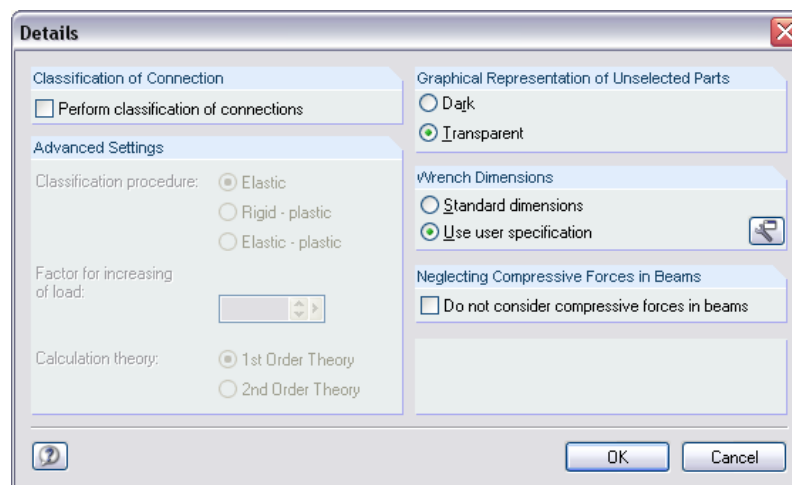 Details
Classification of Connection
Perform classification of connections
Advanced Settings
Classification procedure:
Elastic
Rigid - plastic
Elastic - plastic
Factor for increasing
of load:
Calculation theory:
1st Order Theory
2nd Order Theory
Graphical Representation of Unselected Parts
Dark
Transparent
Wrench Dimensions
Standard dimensions
Use user specification
Neglecting Compressive Forces in Beams
Do not consider compressive forces in beams
OK
Cancel